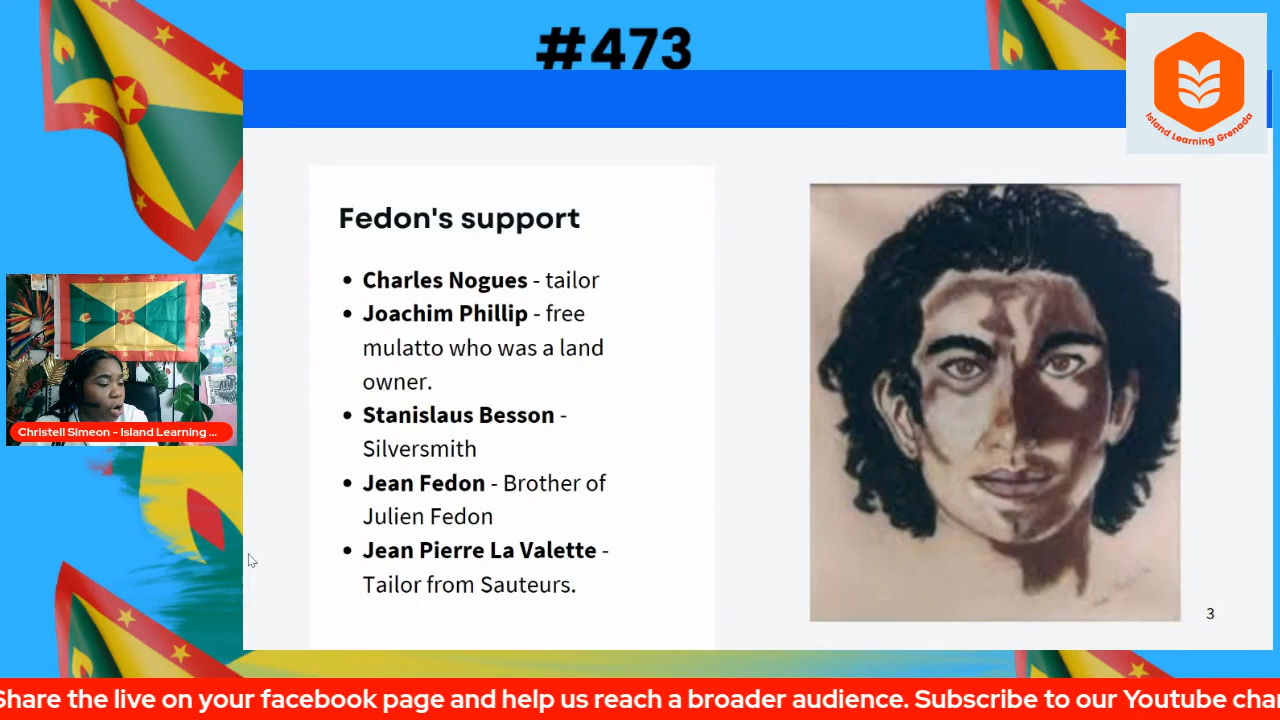 #473
Island Learning Grenada
Fedon's support
• Charles Nogues - tailor
• Joachim Phillip - free
mulatto who was a land
owner.
• Stanislaus Besson -
Silversmith
• Jean Fedon - Brother of
Julien Fedon
• Jean Pierre La Valette -
Tailor from Sauteurs.
3
Christell Simeon - Island Learning ...
Share the live on your facebook page and help us reach a broader audience. Subscribe to our Youtube